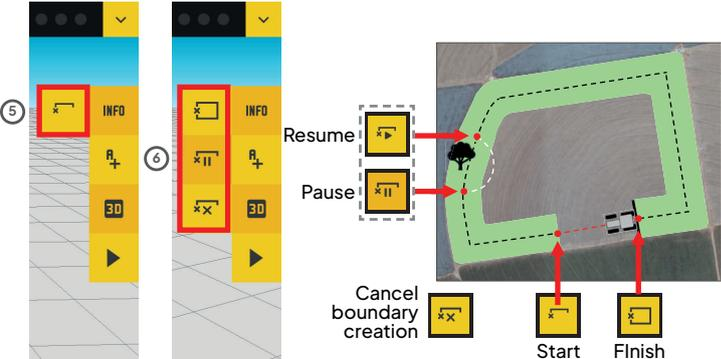 5
INFO
A+
3D
6
INFO
A+
3D
Resume
Pause
Cancel
boundary
creation
Start
FInish